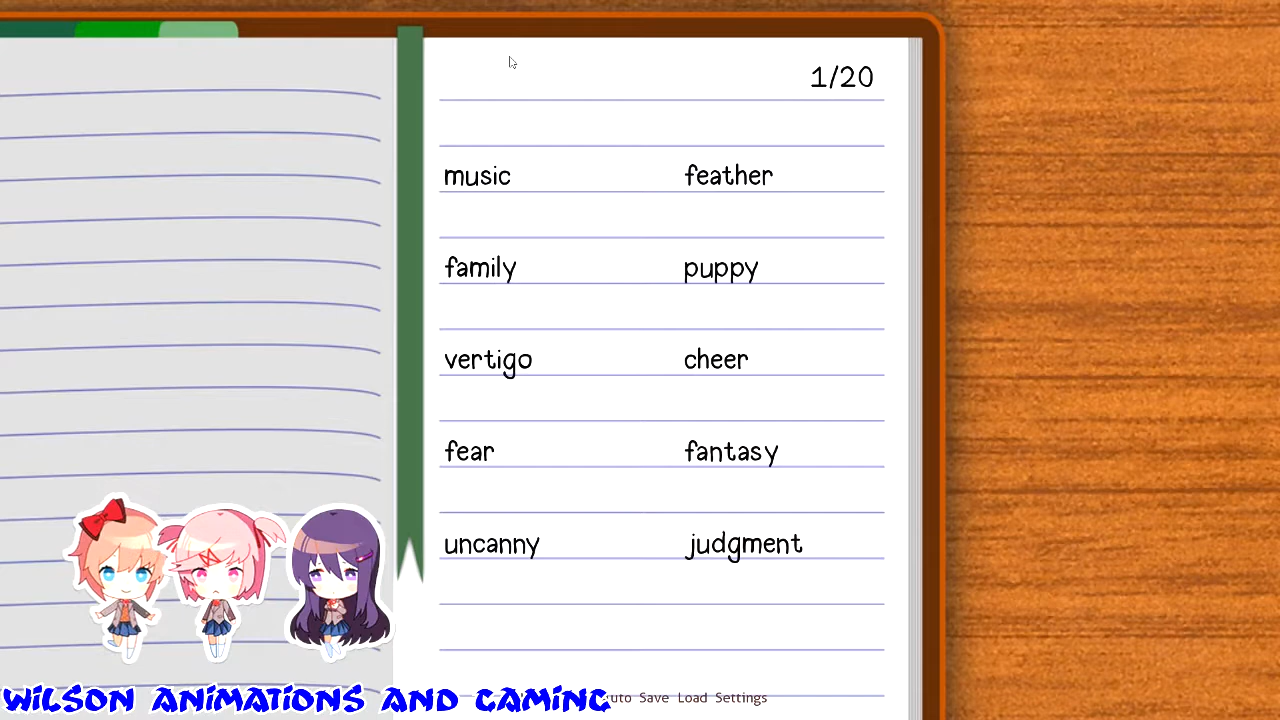 1/20
music feather
family puppy
vertigo cheer
fear fantasy
uncanny judgment
WILSON ANIMATIONS AND GAMING
Save Load Settings